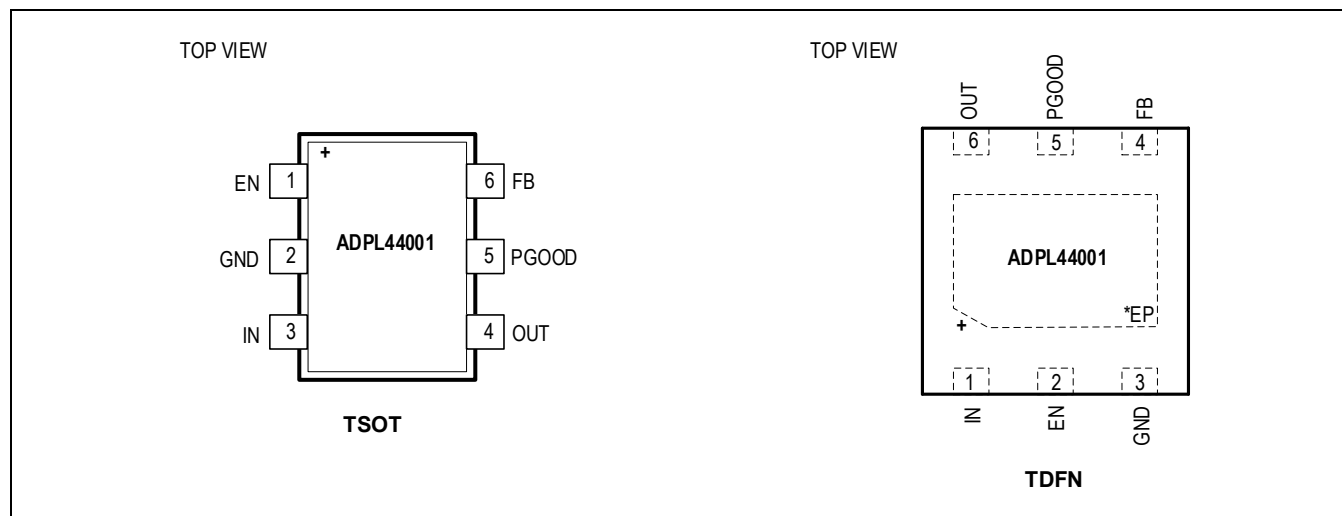 TOP VIEW
+
EN 1
6 FB
ADPL44001
GND 2
5 PGOOD
IN 3
4 OUT
TSOT
TOP VIEW
OUT
PGOOD
FB
6
5
4
ADPL44001
*EP
+
1
2
3
IN
EN
GND
TDFN